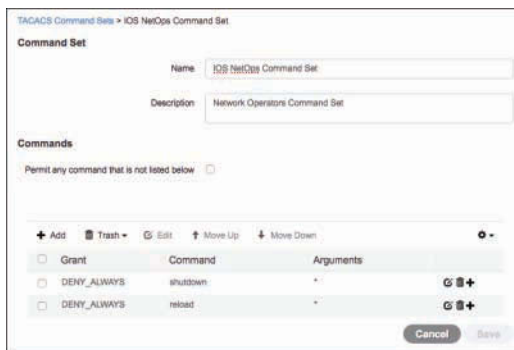 TACACS Command Sets > IOS NetOps Command Set
Command Set
Name IOS NetOps Command Set
Description Network Operators Command Set
Commands
Permit any command that is not listed below
Add Trash Edit Move Up Move Down
Grant Command Arguments
DENY_ALWAYS shutdown *
DENY_ALWAYS reload *
Cancel Save